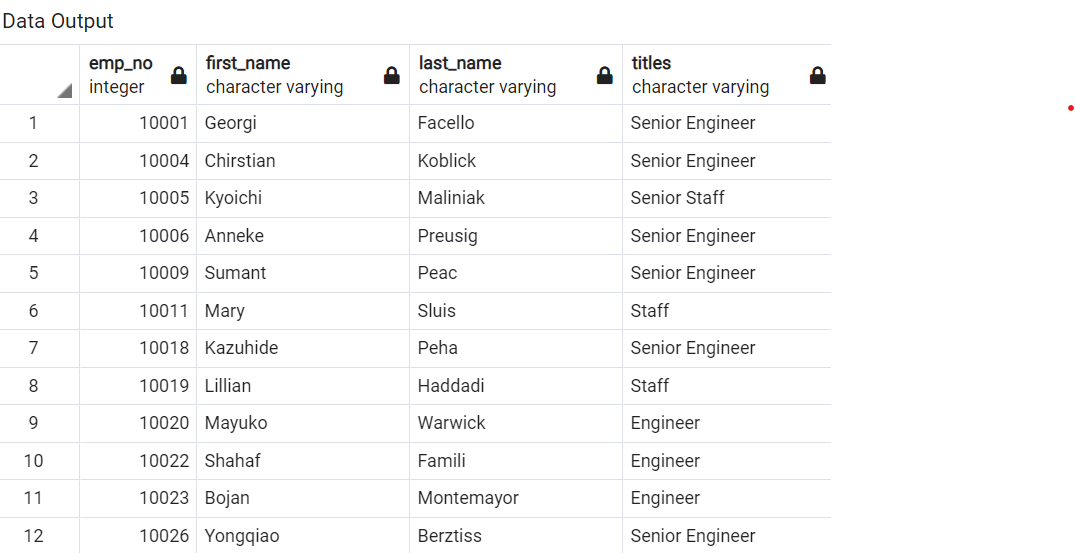 Data Output
emp_no first_name last_name titles
integer character varying character varying character varying
1 10001 Georgi Facello Senior Engineer
2 10004 Chirstian Koblick Senior Engineer
3 10005 Kyoichi Maliniak Senior Staff
4 10006 Anneke Preusig Senior Engineer
5 10009 Sumant Peac Senior Engineer
6 10011 Mary Sluis Staff
7 10018 Kazuhide Peha Senior Engineer
8 10019 Lillian Haddadi Staff
9 10020 Mayuko Warwick Engineer
10 10022 Shahaf Famili Engineer
11 10023 Bojan Montemayor Engineer
12 10026 Yongqiao Berztiss Senior Engineer